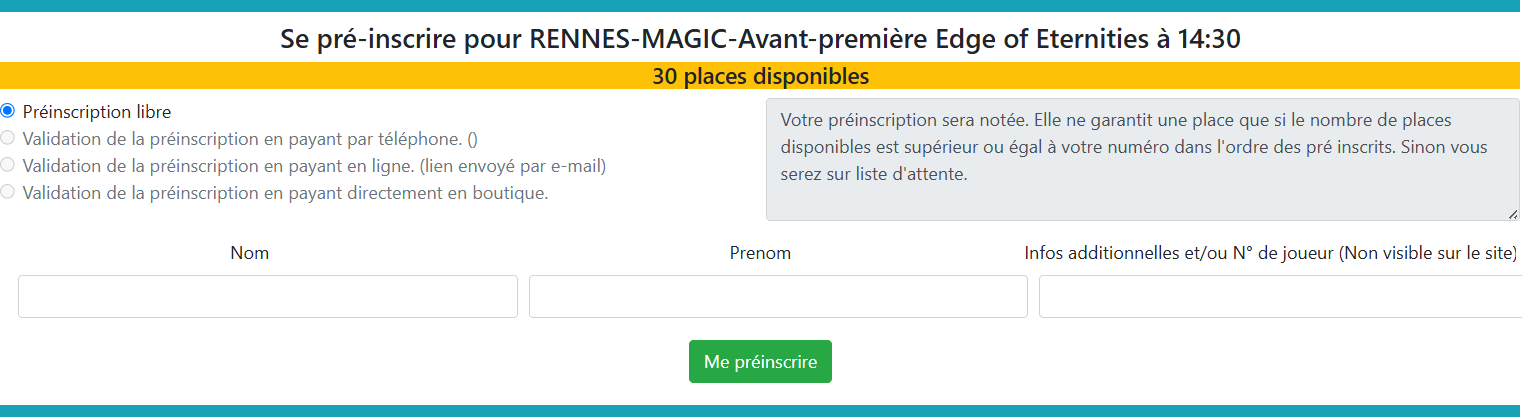 Se pré-inscrire pour RENNES-MAGIC-Avant-première Edge of Eternities à 14:30
30 places disponibles
Préinscription libre
Validation de la préinscription en payant par téléphone. ()
Validation de la préinscription en payant en ligne. (lien envoyé par e-mail)
Validation de la préinscription en payant directement en boutique.
Votre préinscription sera notée. Elle ne garantit une place que si le nombre de places
disponibles est supérieur ou égal à votre numéro dans l'ordre des pré inscrits. Sinon vous
serez sur liste d'attente.
Nom
Prenom
Infos additionnelles et/ou N° de joueur (Non visible sur le site)
Me préinscrire